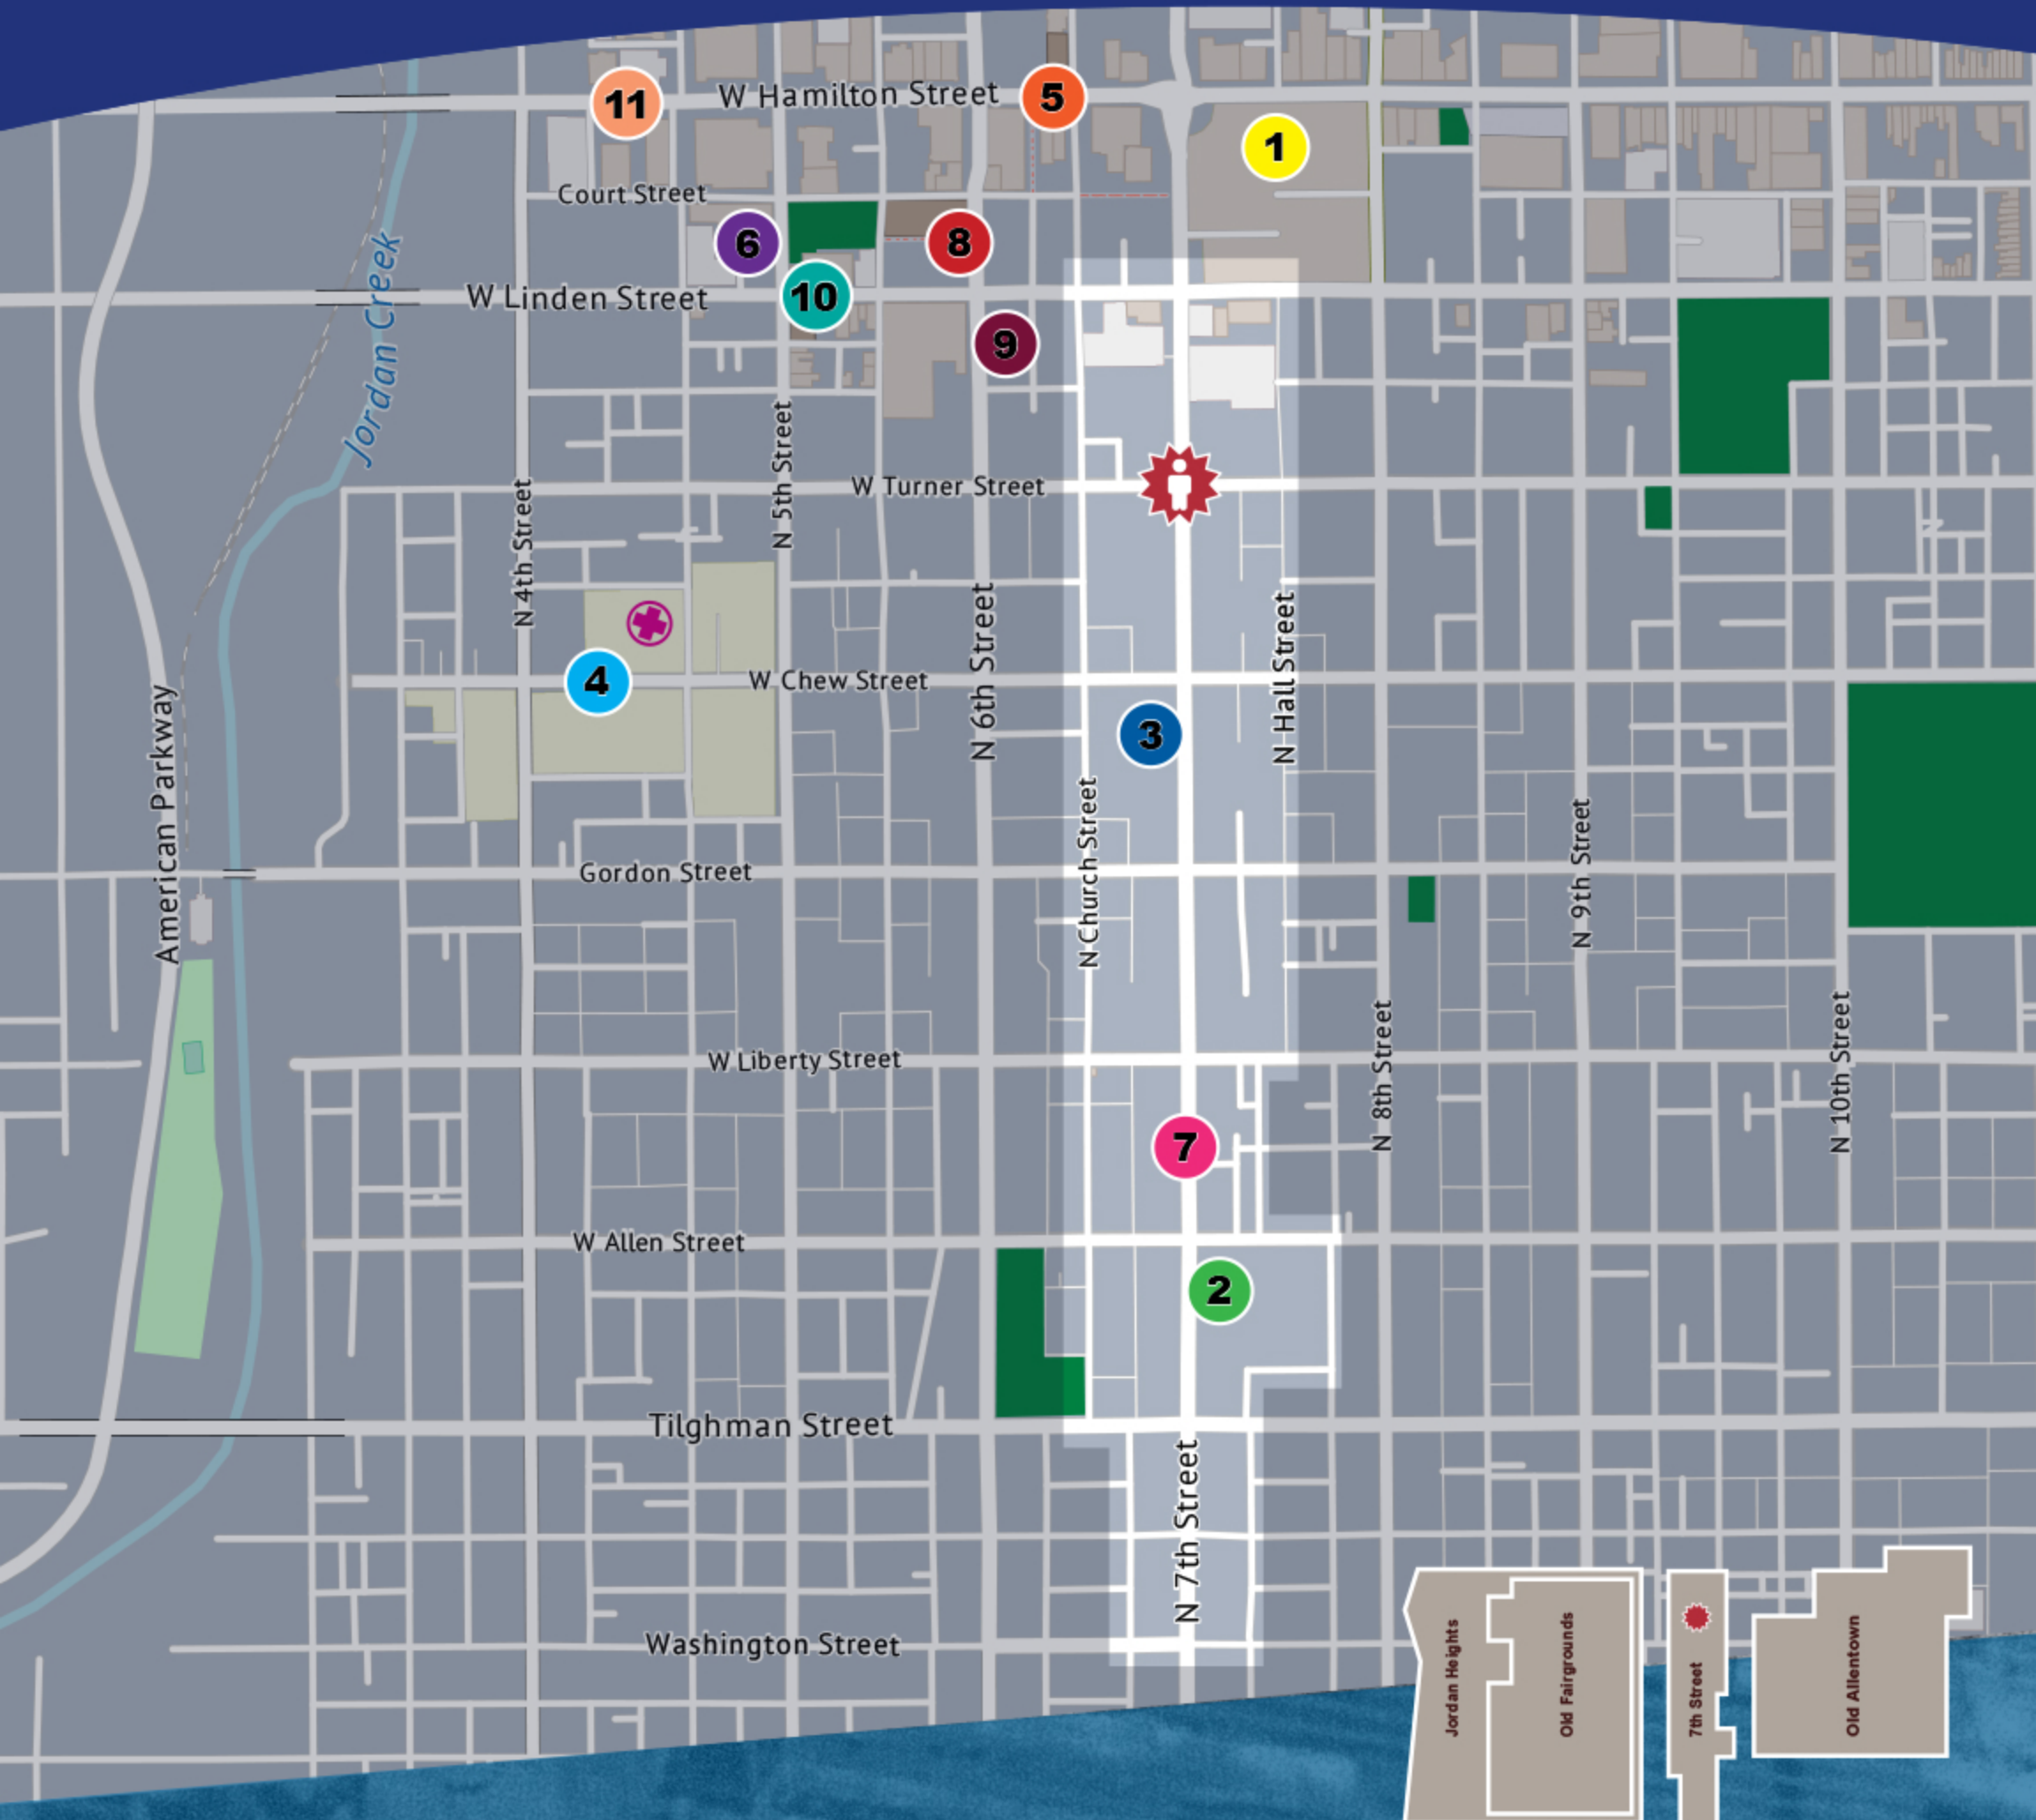 W Hamilton Street
11
5
1
Court Street
6
8
W Linden Street
10
9
Jordan Creek
N 4th Street
N 5th Street
W Turner Street
N 6th Street
N Hall Street
4
W Chew Street
3
American Parkway
N Church Street
N 9th Street
Gordon Street
W Liberty Street
N 8th Street
N 10th Street
7
W Allen Street
2
Tilghman Street
N 7th Street
Washington Street
Jordan Heights
Old Fairgrounds
7th Street
Old Allentown